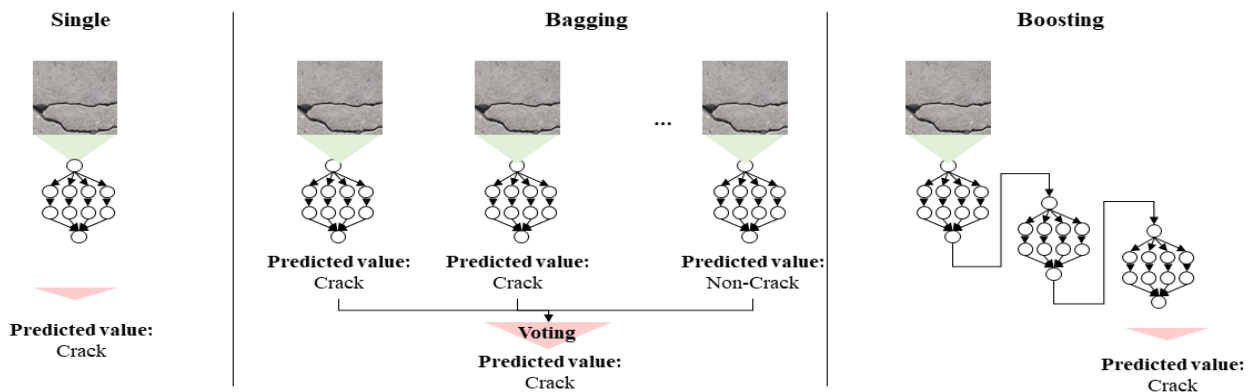 Single
Predicted value:
Crack
Bagging
...
Predicted value:
Crack
Predicted value:
Crack
Predicted value:
Non-Crack
Voting
Predicted value:
Crack
Boosting
Predicted value:
Crack